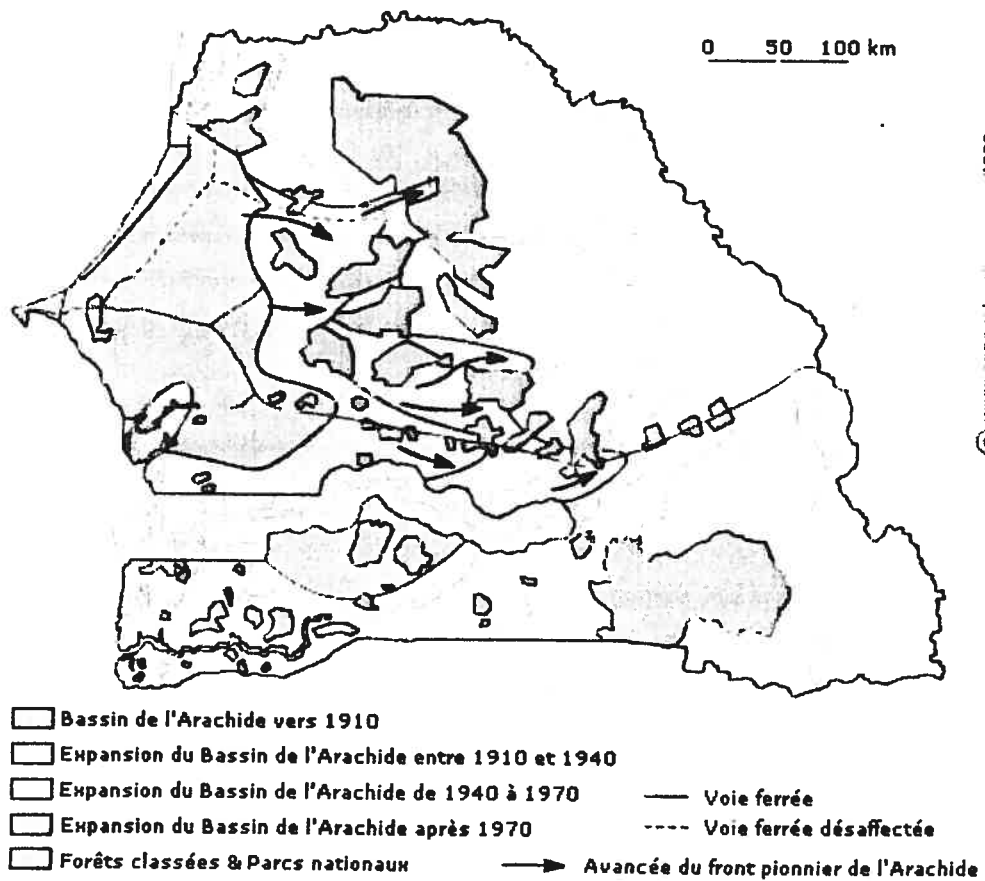 0 50 100 km
Bassin de l'Arachide vers 1910
Expansion du Bassin de l'Arachide entre 1910 et 1940
Expansion du Bassin de l'Arachide de 1940 à 1970
Voie ferrée
Expansion du Bassin de l'Arachide après 1970
Voie ferrée désaffectée
Forêts classées & Parcs nationaux
Avancée du front pionnier de l'Arachide